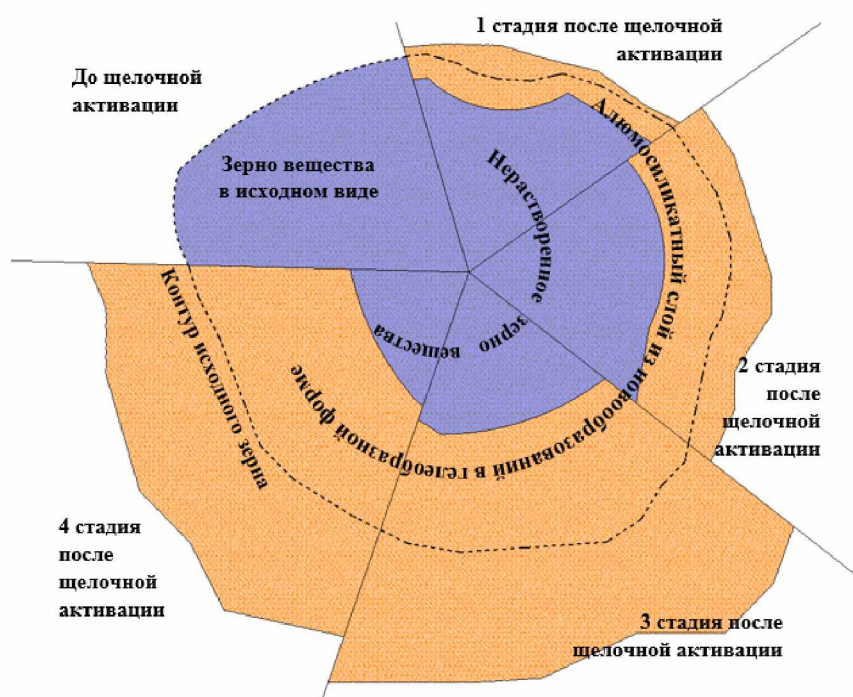 1 стадия после щелочной
активации
До щелочной
активации
Зерно вещества
в исходном виде
Нерастворенное зерно вещества
Алюмосиликатный слой из новообразований в гелеобразной форме
Контур исходного зерна
2 стадия
после
щелочной
активации
3 стадия после
щелочной активации
4 стадия
после
щелочной
активации